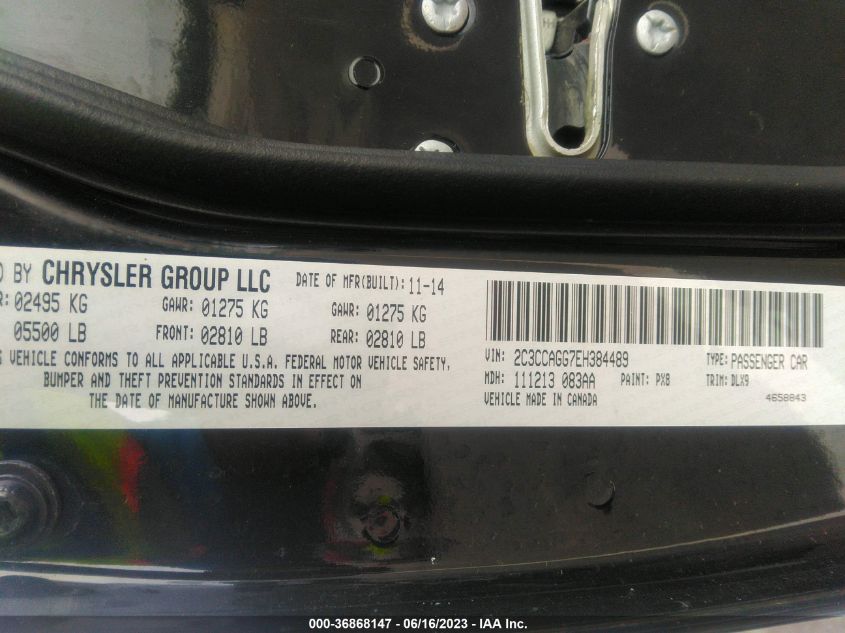 D BY CHRYSLER GROUP LLC DATE OF MFR(BUILT): 11-14
R: 02495 KG GAWR: 01275 KG GAWR: 01275 KG
05500 LB FRONT: 02810 LB REAR: 02810 LB
S VEHICLE CONFORMS TO ALL APPLICABLE U.S.A. FEDERAL MOTOR VEHICLE SAFETY,
BUMPER AND THEFT PREVENTION STANDARDS IN EFFECT ON
THE DATE OF MANUFACTURE SHOWN ABOVE.
VIN: 2C3CCAGG7EH384489 TYPE: PASSENGER CAR
MDH: 111213 083AA PAINT: PX8 TRIM: DLX9
VEHICLE MADE IN CANADA 4658843
000-36868147 - 06/16/2023 - IAA Inc.